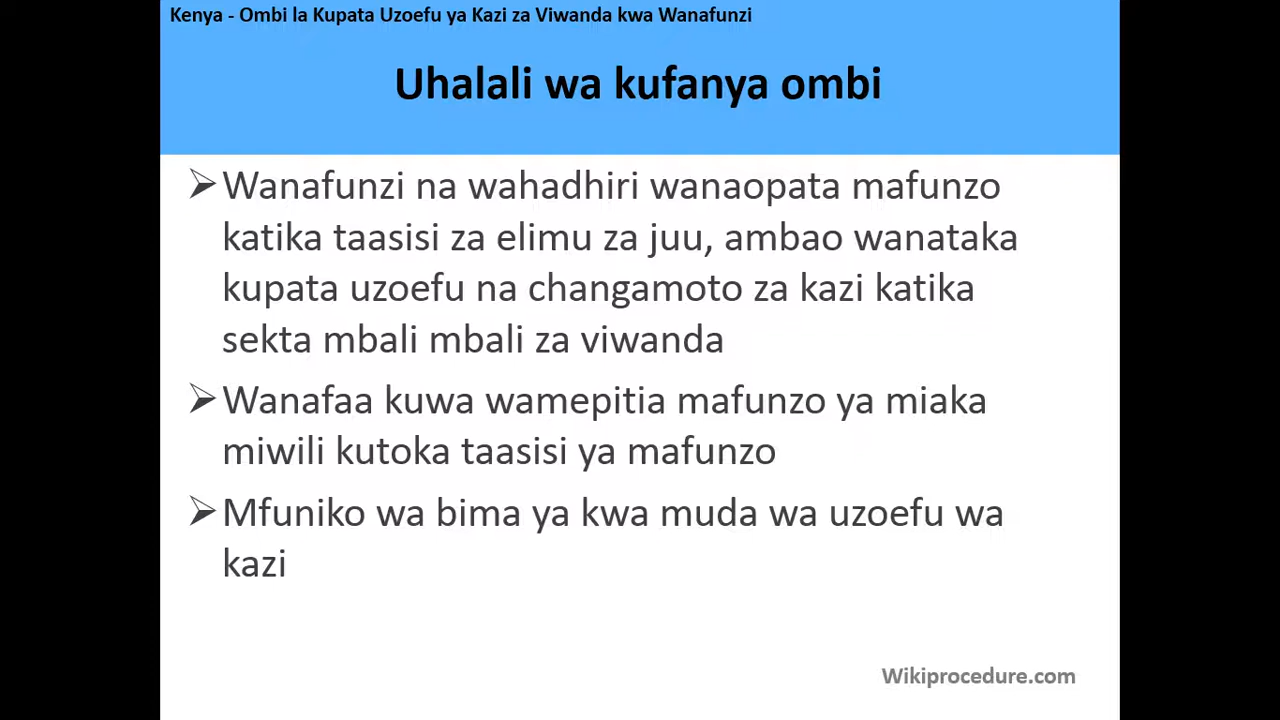 Kenya - Ombi la Kupata Uzoefu ya Kazi za Viwanda kwa Wanafunzi
Uhalali wa kufanya ombi
Wanafunzi na wahadhiri wanaopata mafunzo
katika taasisi za elimu za juu, ambao wanataka
kupata uzoefu na changamoto za kazi katika
sekta mbali mbali za viwanda
Wanafaa kuwa wamepitia mafunzo ya miaka
miwili kutoka taasisi ya mafunzo
Mfuniko wa bima ya kwa muda wa uzoefu wa
kazi
Wikiprocedure.com